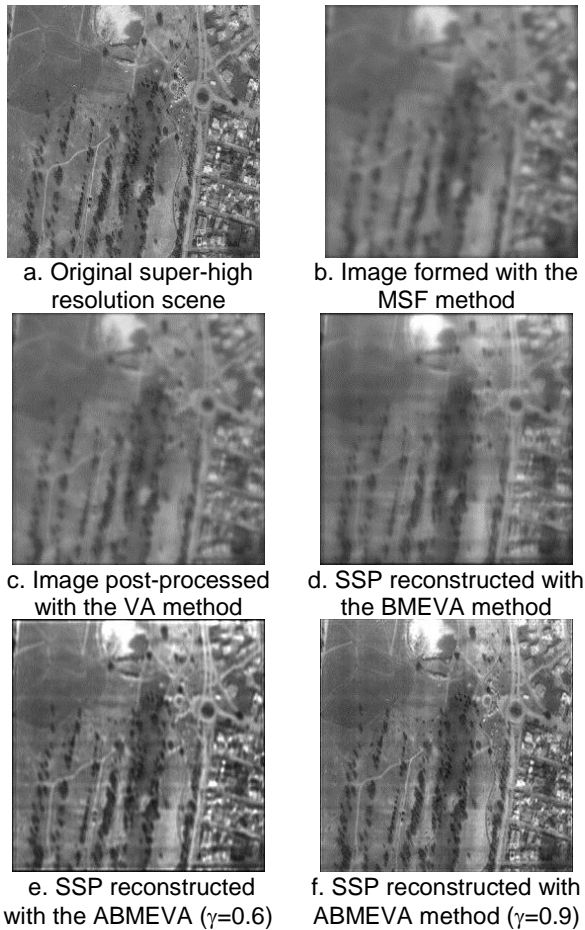 a. Original super-high
resolution scene
b. Image formed with the
MSF method
c. Image post-processed
with the VA method
d. SSP reconstructed with
the BMEVA method
e. SSP reconstructed
with the ABMEVA (γ=0.6)
f. SSP reconstructed with
ABMEVA method (γ=0.9)